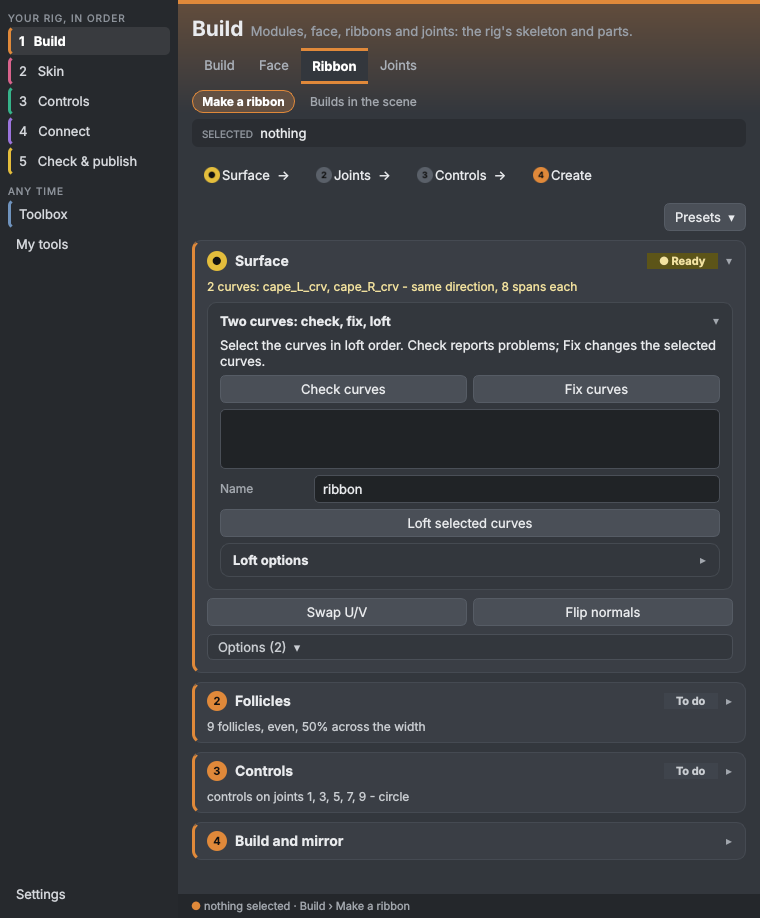 YOUR RIG, IN ORDER
1 Build
2 Skin
3 Controls
4 Connect
5 Check & publish
ANY TIME
Toolbox
My tools
Settings
Build Modules, face, ribbons and joints: the rig's skeleton and parts.
Build Face Ribbon Joints
Make a ribbon Builds in the scene
SELECTED nothing
Surface → 2 Joints → 3 Controls → 4 Create
Presets ▾
Surface Ready ▾
2 curves: cape_L_crv, cape_R_crv - same direction, 8 spans each
Two curves: check, fix, loft ▾
Select the curves in loft order. Check reports problems; Fix changes the selected
curves.
Check curves Fix curves
Name ribbon
Loft selected curves
Loft options ▸
Swap U/V Flip normals
Options (2) ▾
2 Follicles To do ▸
9 follicles, even, 50% across the width
3 Controls To do ▸
controls on joints 1, 3, 5, 7, 9 - circle
4 Build and mirror ▸
nothing selected · Build › Make a ribbon